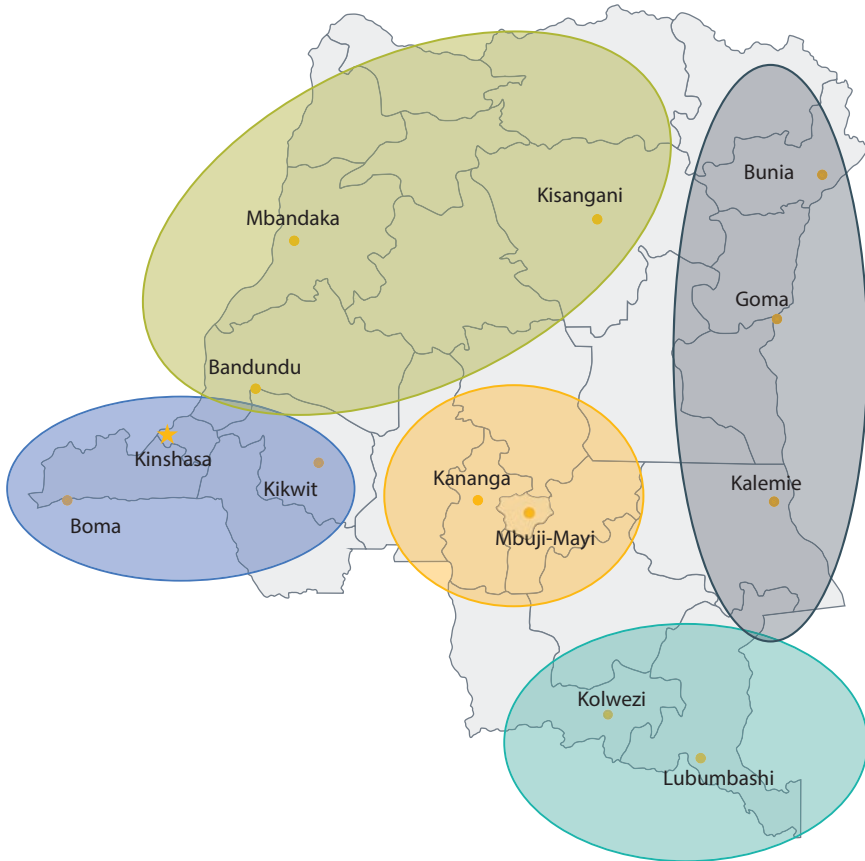 Bunia
Kisangani
Mbandaka
Goma
Bandundu
Kinshasa
Kikwit
Kananga
Kalemie
Boma
Mbuji-Mayi
Kolwezi
Lubumbashi